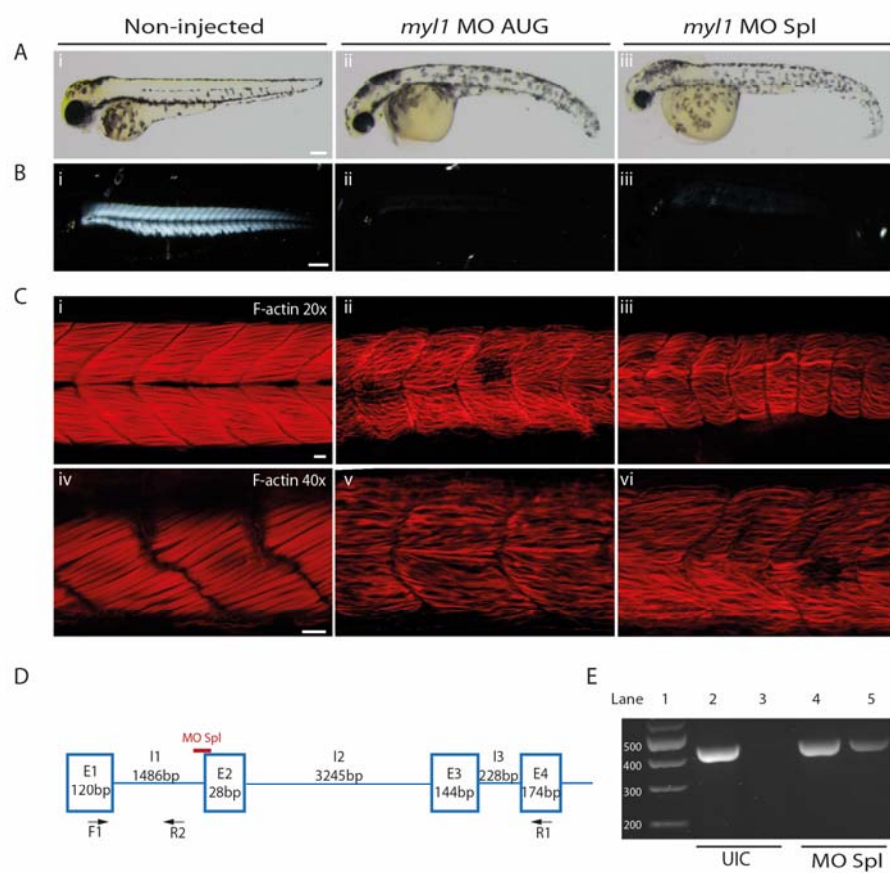 Non-injected myl1 MO AUG myl1 MO Spl
A i ii iii
B i ii iii
C i F-actin 20x ii iii
iv F-actin 40x v vi
D E
Lane 1 2 3 4 5
MO Spl
E1 120bp
I1 1486bp
E2 28bp
I2 3245bp
E3 144bp
I3 228bp
E4 174bp
F1 R2 R1
500
400
300
200
UIC MO Spl